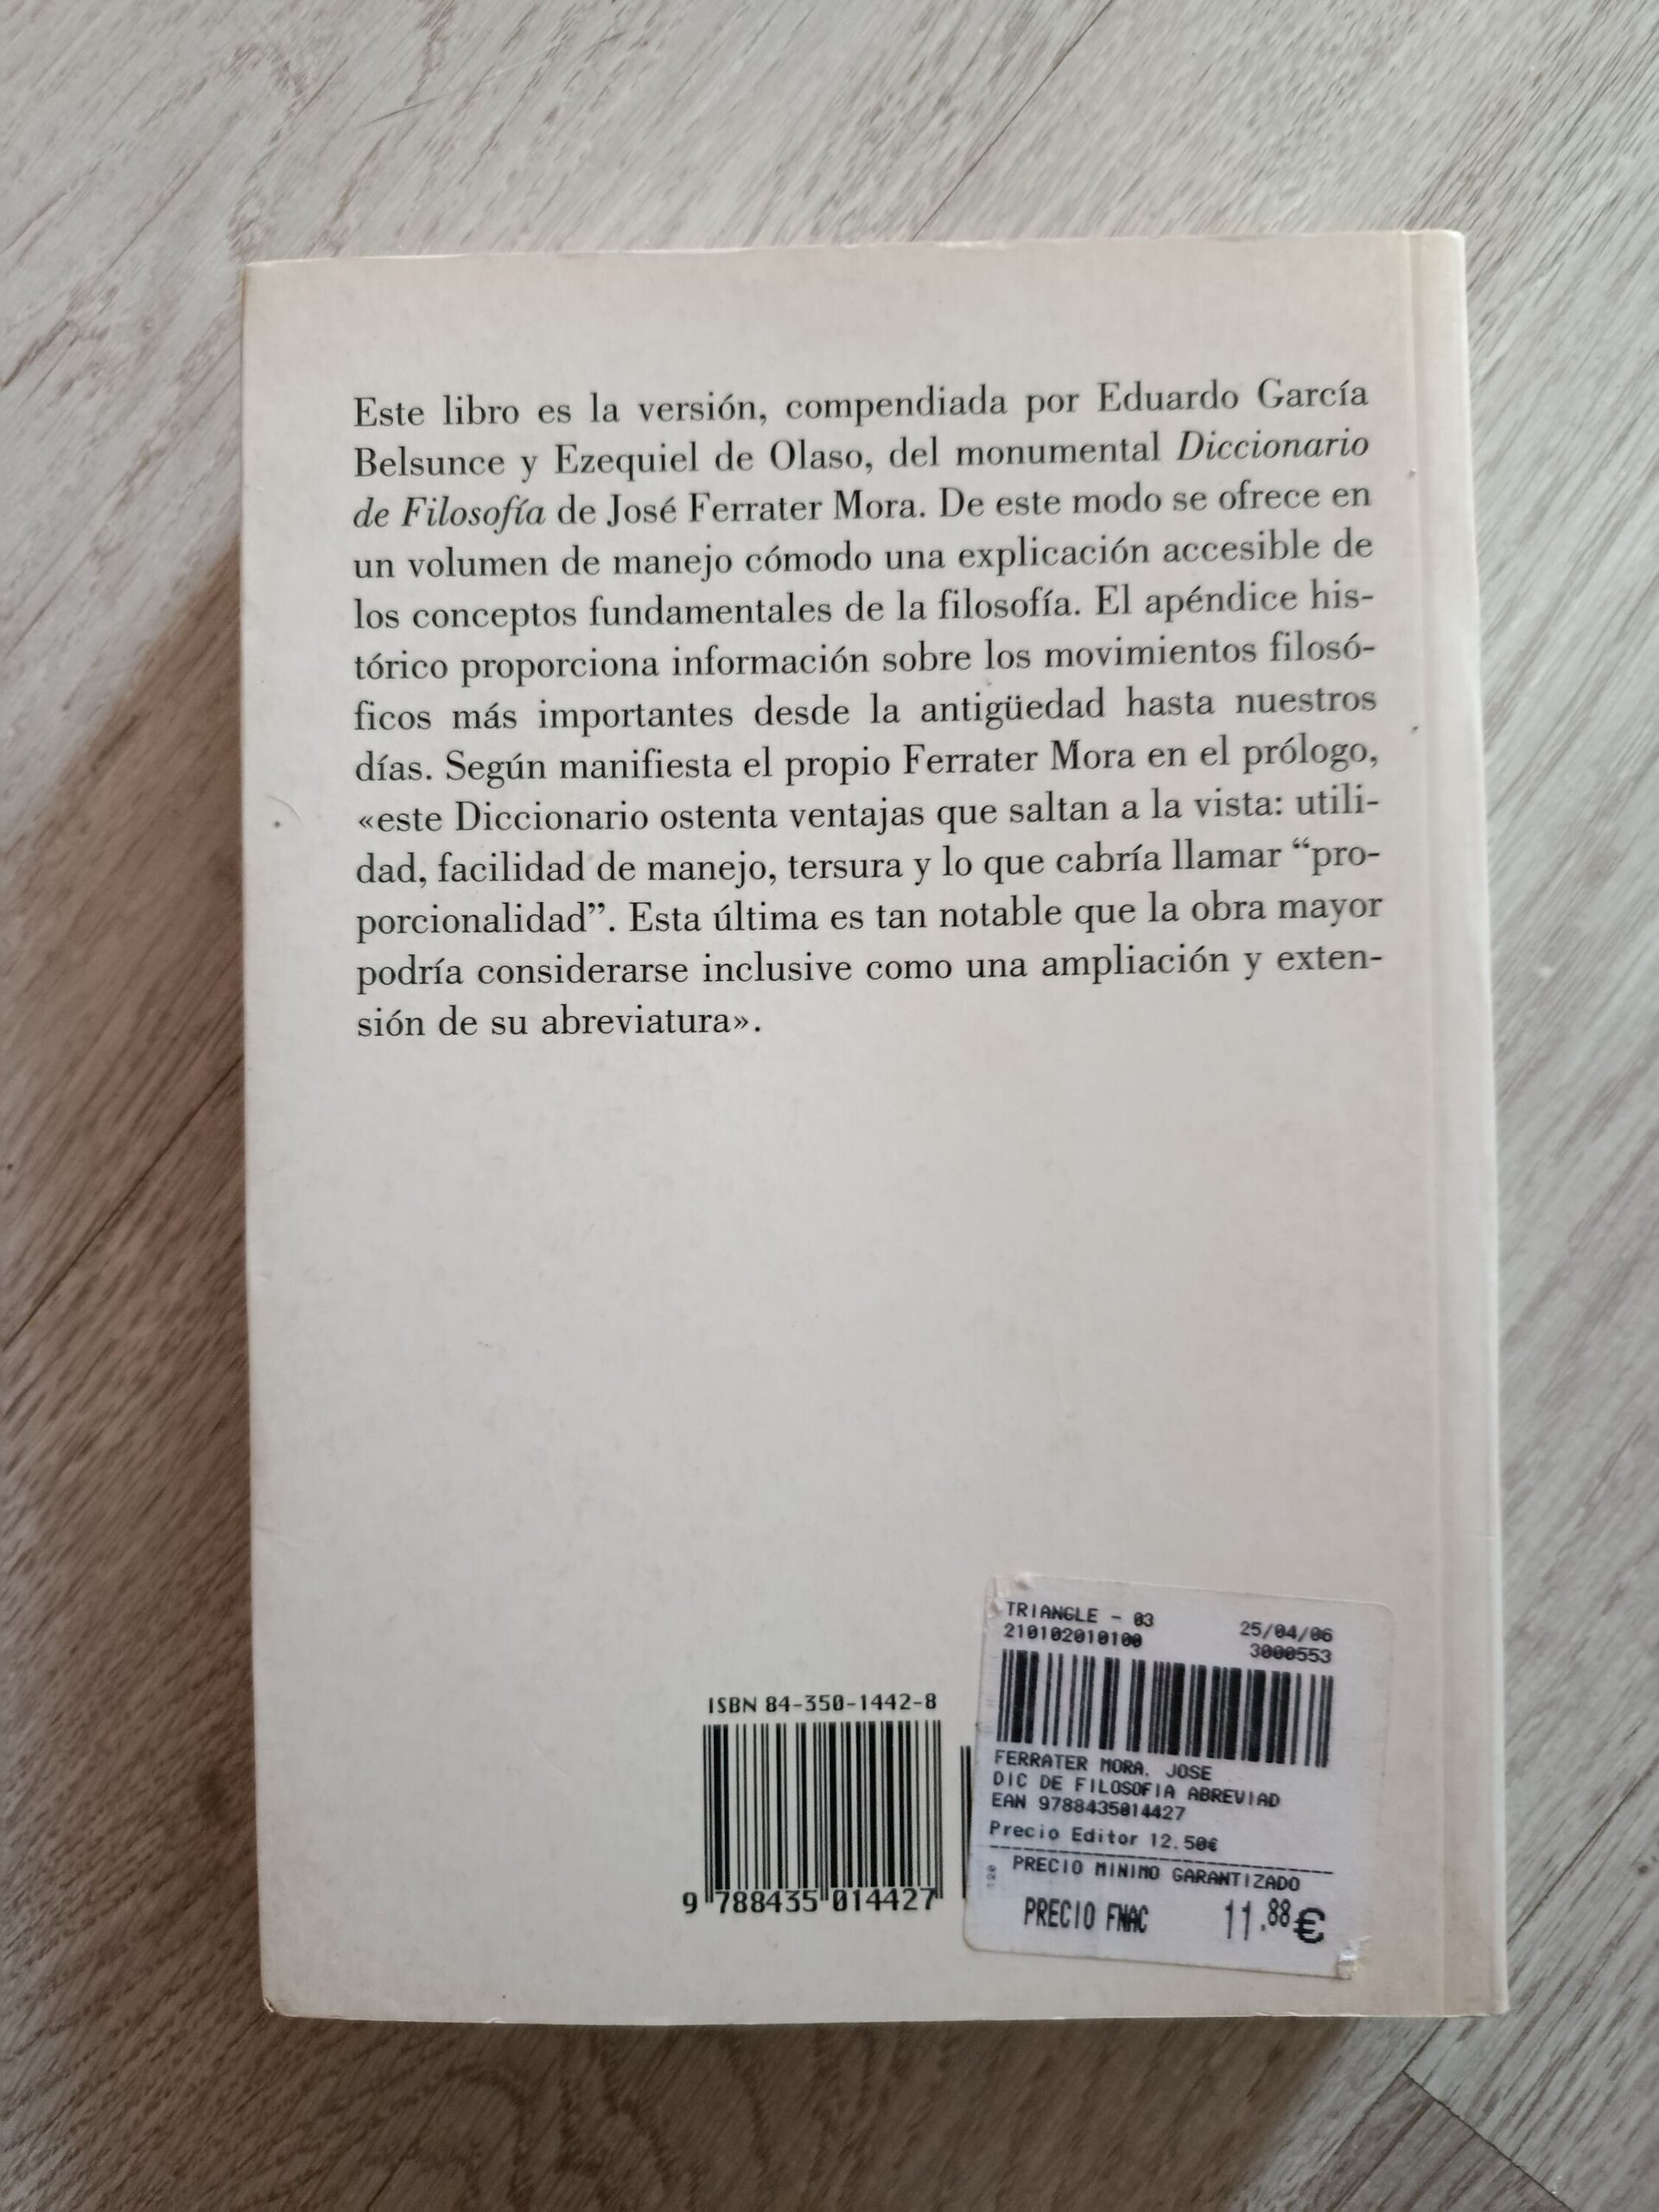 Este libro es la versión, compendiada por Eduardo García
Belsunce y Ezequiel de Olaso, del monumental Diccionario
de Filosofía de José Ferrater Mora. De este modo se ofrece en
un volumen de manejo cómodo una explicación accesible de
los conceptos fundamentales de la filosofía. El apéndice his-
tórico proporciona información sobre los movimientos filosó-
ficos más importantes desde la antigüedad hasta nuestros
días. Según manifiesta el propio Ferrater Mora en el prólogo,
«este Diccionario ostenta ventajas que saltan a la vista: utili-
dad, facilidad de manejo, tersura y lo que cabría llamar “pro-
porcionalidad”. Esta última es tan notable que la obra mayor
podría considerarse inclusive como una ampliación y exten-
sión de su abreviatura».
ISBN 84-350-1442-8
9 788435 014427
TRIANGLE - 03 25/04/06
210102010100 3000553
FERRATER MORA. JOSE
DIC DE FILOSOFIA ABREVIAD
EAN 9788435014427
Precio Editor 12.50€
PRECIO MINIMO GARANTIZADO
PRECIO FNAC 11.88€